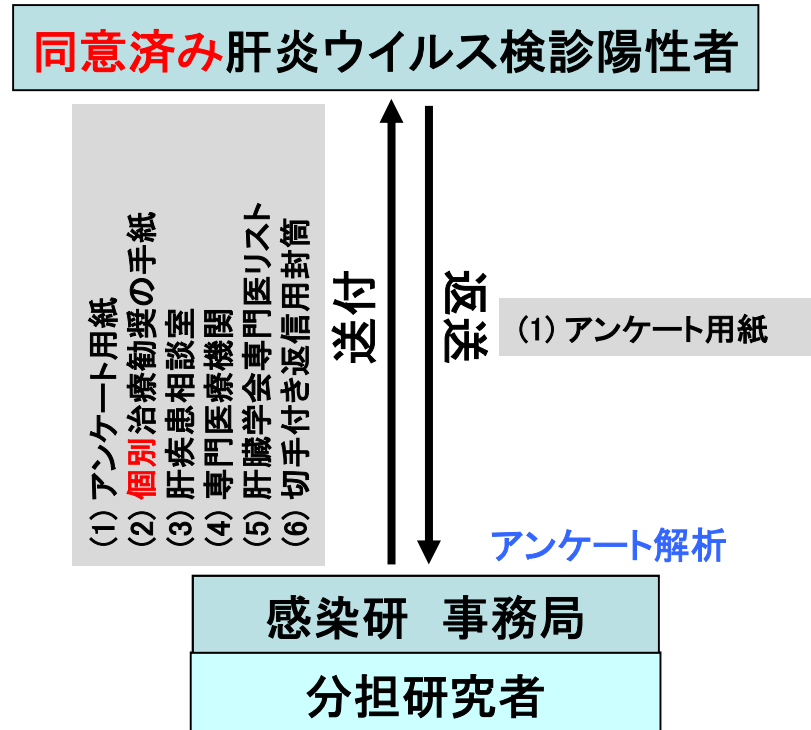 同意済み肝炎ウイルス検診陽性者
(1) アンケート用紙
(2) 個別治療勧奨の手紙
(3) 肝疾患相談室
(4) 専門医療機関
(5) 肝臓学会専門医リスト
(6) 切手付き返信用封筒
送付
返送
(1) アンケート用紙
アンケート解析
感染研　事務局
分担研究者